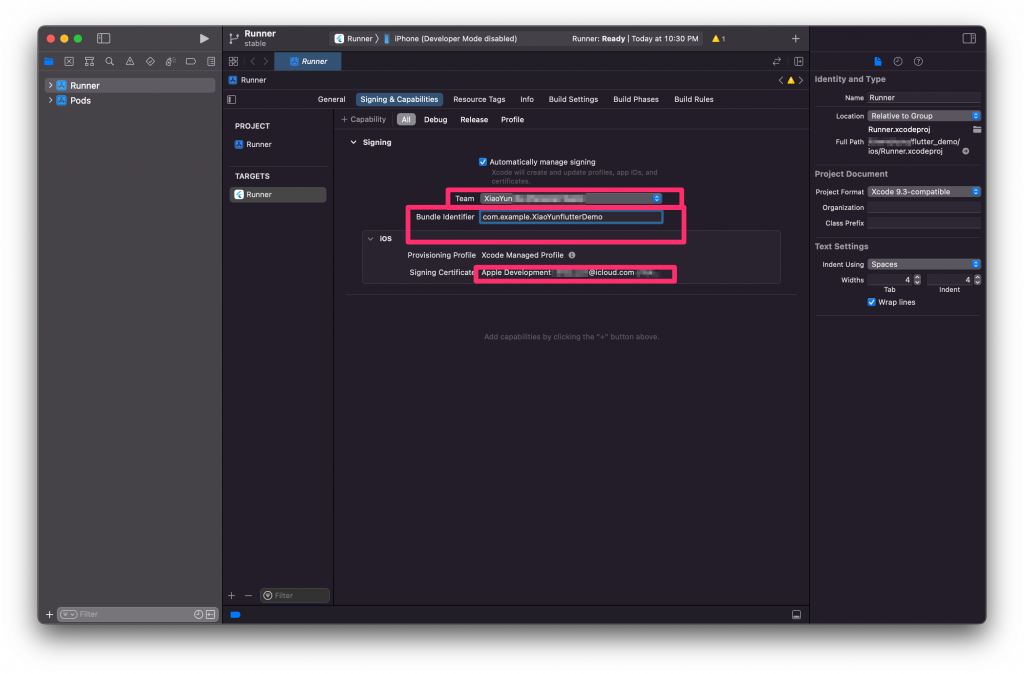 Runner
stable
Runner
iPhone (Developer Mode disabled)
Runner: Ready | Today at 10:30 PM
1
Runner
Runner
Pods
Runner
General
Signing & Capabilities
Resource Tags
Info
Build Settings
Build Phases
Build Rules
+ Capability
All
Debug
Release
Profile
PROJECT
Runner
TARGETS
Runner
Signing
Automatically manage signing
Xcode will create and update profiles, app IDs, and
certificates.
Team XiaoYun
Bundle Identifier com.example.XiaoYunflutterDemo
iOS
Provisioning Profile Xcode Managed Profile
Signing Certificate Apple Development @icloud.com
Add capabilities by clicking the "+" button above.
Filter
Filter
Identity and Type
Name Runner
Location Relative to Group
Runner.xcodeproj
Full Path /flutter_demo/
ios/Runner.xcodeproj
Project Document
Project Format Xcode 9.3-compatible
Organization
Class Prefix
Text Settings
Indent Using Spaces
Widths 4 4
Tab Indent
Wrap lines